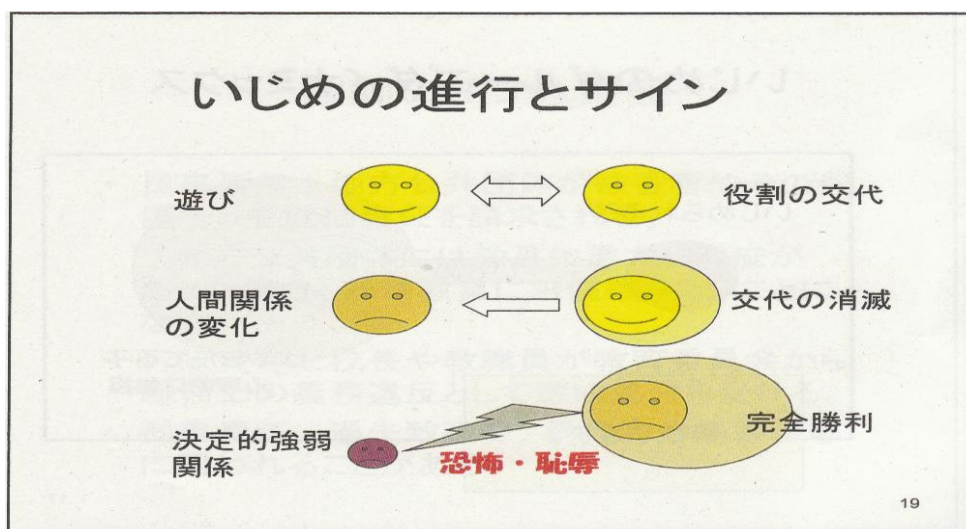 いじめの進行とサイン
遊び
役割の交代
人間関係
の変化
交代の消滅
決定的強弱
関係
恐怖・恥辱
完全勝利
19